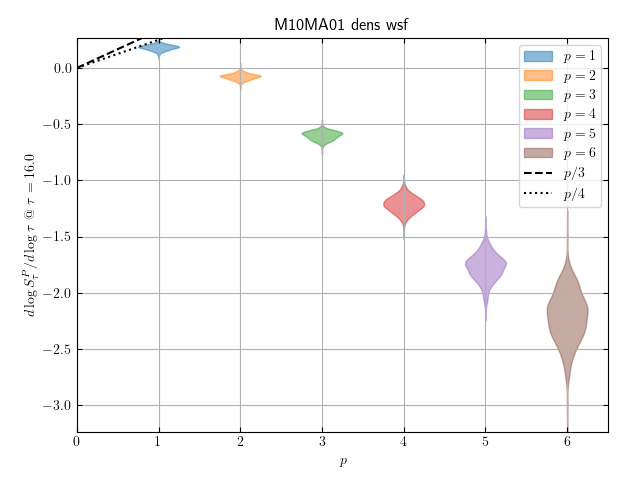 M10MA01 dens wsf
d log S_τ^P / d log τ @ τ = 16.0
0.0
−0.5
−1.0
−1.5
−2.0
−2.5
−3.0
0 1 2 3 4 5 6
p
p = 1
p = 2
p = 3
p = 4
p = 5
p = 6
p/3
p/4